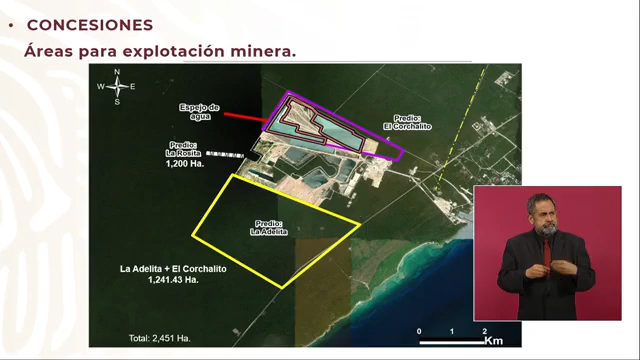 • CONCESIONES
Áreas para explotación minera.
N
W E
S
Espejo de
agua
Predio:
El Corchalito
Predio:
La Rosita
1,200 Ha.
Predio:
La Adelita
La Adelita + El Corchalito
1,241.43 Ha.
Total: 2,451 Ha.
0 1 2
Km